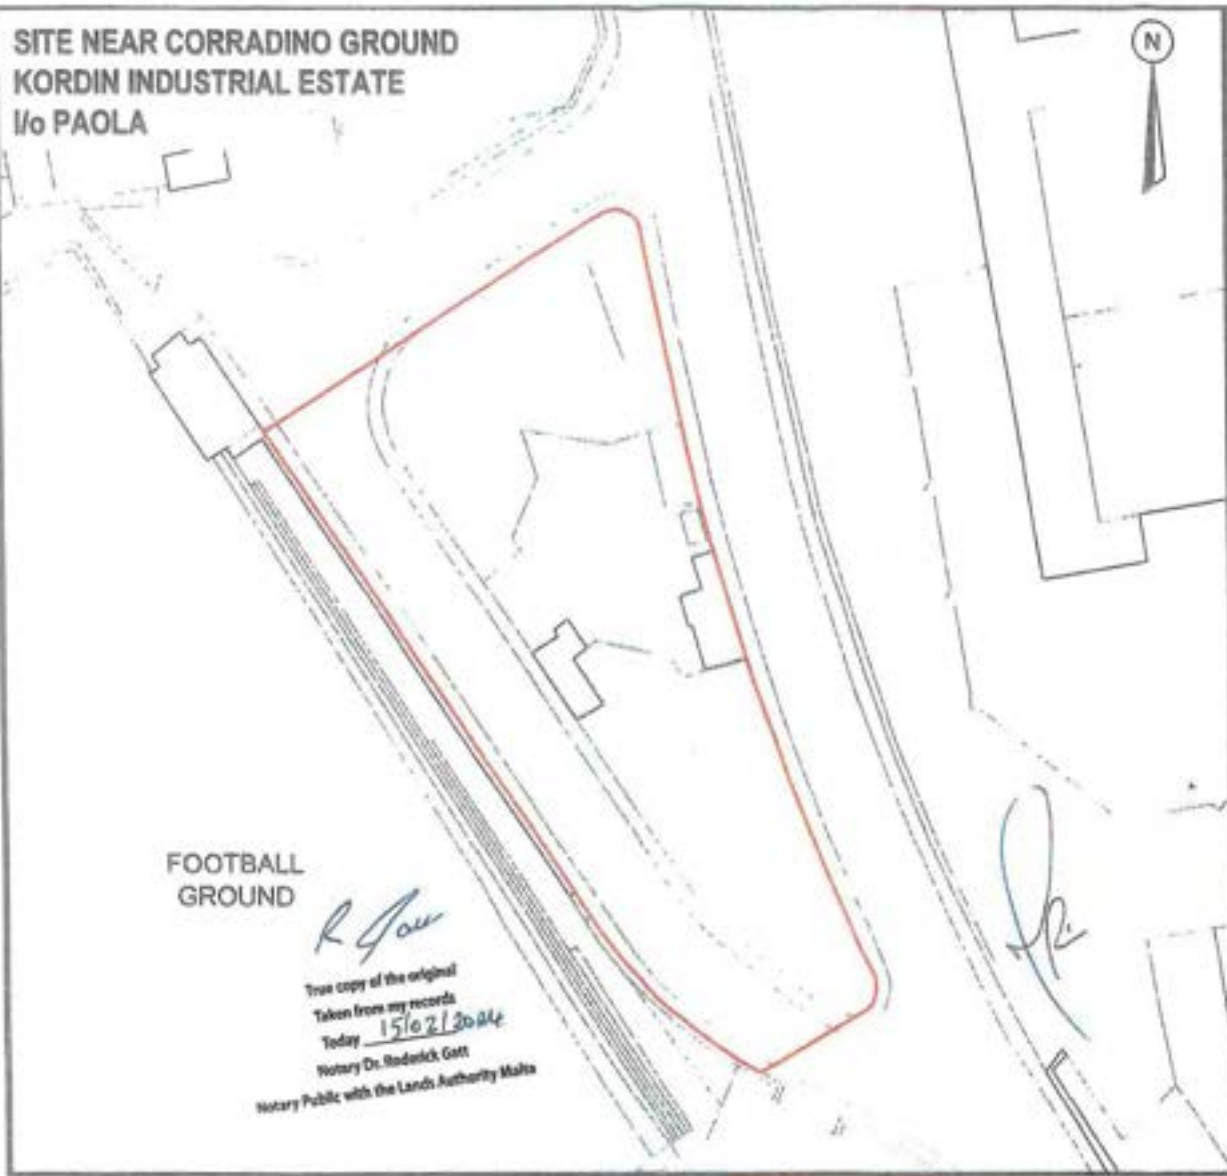 SITE NEAR CORRADINO GROUND
KORDIN INDUSTRIAL ESTATE
l/o PAOLA
N
FOOTBALL
GROUND
True copy of the original
Taken from my records
Today 15/02/2024
Notary Dr. Roderick Gatt
Notary Public with the Lands Authority Malta